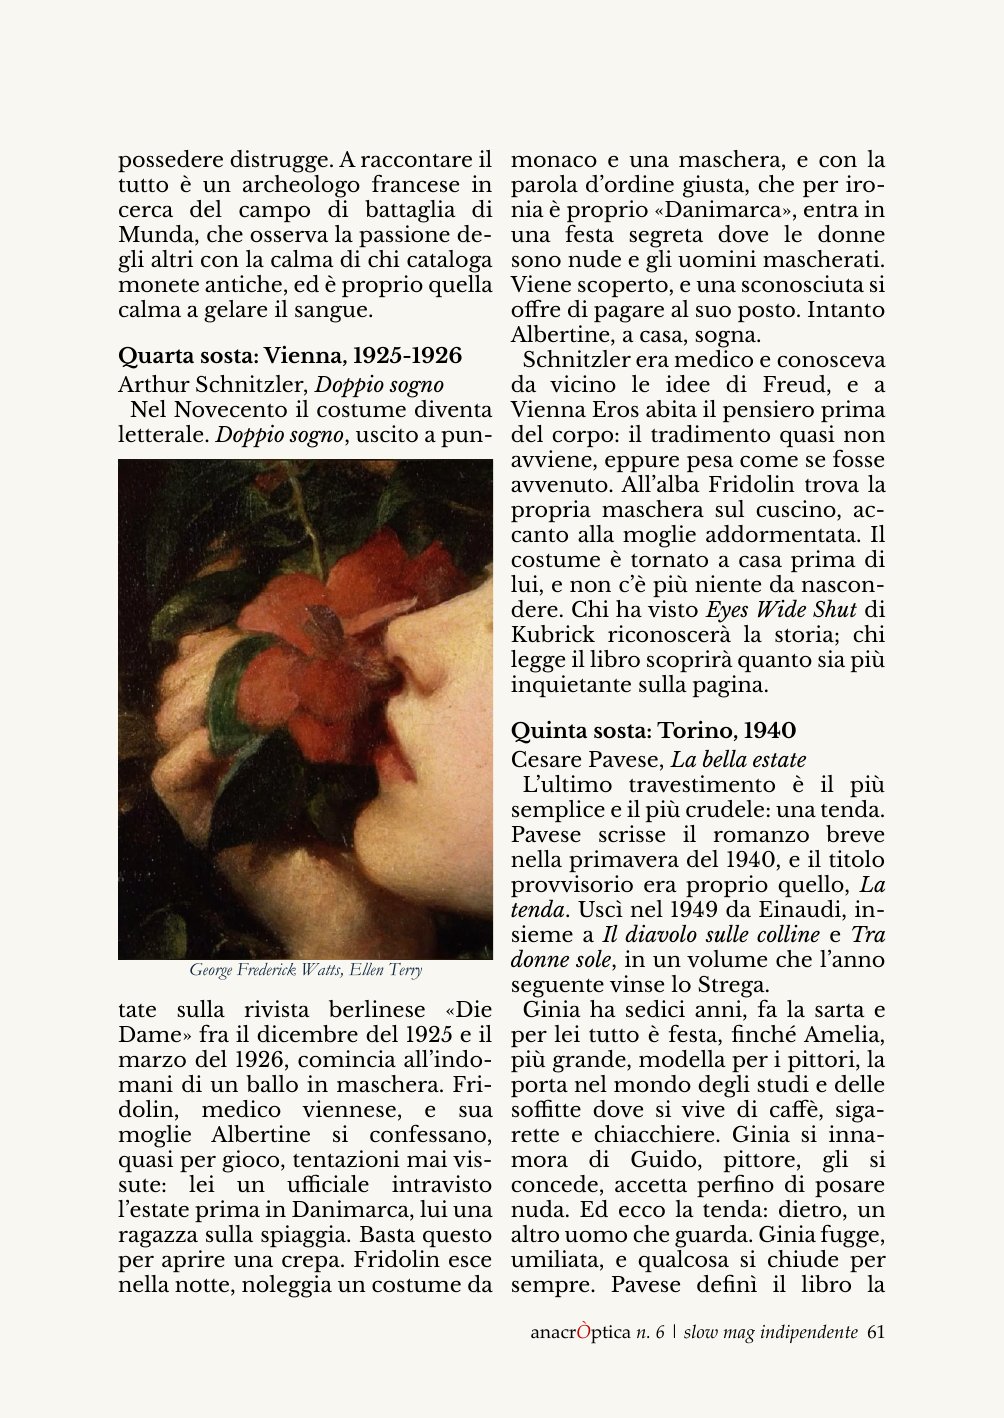 possedere distrugge. A raccontare il
tutto è un archeologo francese in
cerca del campo di battaglia di
Munda, che osserva la passione de-
gli altri con la calma di chi cataloga
monete antiche, ed è proprio quella
calma a gelare il sangue.
Quarta sosta: Vienna, 1925-1926
Arthur Schnitzler, Doppio sogno
Nel Novecento il costume diventa
letterale. Doppio sogno, uscito a pun-
George Frederick Watts, Ellen Terry
tate sulla rivista berlinese «Die
Dame» fra il dicembre del 1925 e il
marzo del 1926, comincia all’indo-
mani di un ballo in maschera. Fri-
dolin, medico viennese, e sua
moglie Albertine si confessano,
quasi per gioco, tentazioni mai vis-
sute: lei un ufficiale intravisto
l’estate prima in Danimarca, lui una
ragazza sulla spiaggia. Basta questo
per aprire una crepa. Fridolin esce
nella notte, noleggia un costume da
monaco e una maschera, e con la
parola d’ordine giusta, che per iro-
nia è proprio «Danimarca», entra in
una festa segreta dove le donne
sono nude e gli uomini mascherati.
Viene scoperto, e una sconosciuta si
offre di pagare al suo posto. Intanto
Albertine, a casa, sogna.
Schnitzler era medico e conosceva
da vicino le idee di Freud, e a
Vienna Eros abita il pensiero prima
del corpo: il tradimento quasi non
avviene, eppure pesa come se fosse
avvenuto. All’alba Fridolin trova la
propria maschera sul cuscino, ac-
canto alla moglie addormentata. Il
costume è tornato a casa prima di
lui, e non c’è più niente da nascon-
dere. Chi ha visto Eyes Wide Shut di
Kubrick riconoscerà la storia; chi
legge il libro scoprirà quanto sia più
inquietante sulla pagina.
Quinta sosta: Torino, 1940
Cesare Pavese, La bella estate
L’ultimo travestimento è il più
semplice e il più crudele: una tenda.
Pavese scrisse il romanzo breve
nella primavera del 1940, e il titolo
provvisorio era proprio quello, La
tenda. Uscì nel 1949 da Einaudi, in-
sieme a Il diavolo sulle colline e Tra
donne sole, in un volume che l’anno
seguente vinse lo Strega.
Ginia ha sedici anni, fa la sarta e
per lei tutto è festa, finché Amelia,
più grande, modella per i pittori, la
porta nel mondo degli studi e delle
soffitte dove si vive di caffè, siga-
rette e chiacchiere. Ginia si inna-
mora di Guido, pittore, gli si
concede, accetta perfino di posare
nuda. Ed ecco la tenda: dietro, un
altro uomo che guarda. Ginia fugge,
umiliata, e qualcosa si chiude per
sempre. Pavese definì il libro la
anacrÒptica n. 6 | slow mag indipendente 61